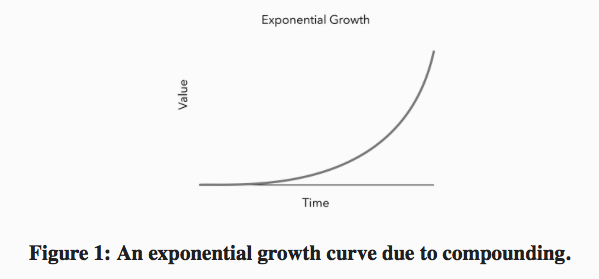 Exponential Growth
Value
Time
Figure 1: An exponential growth curve due to compounding.